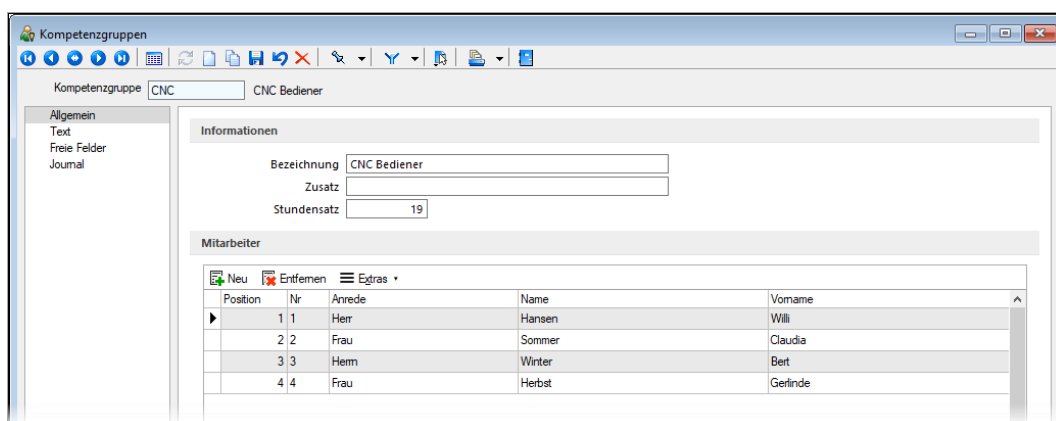 Kompetenzgruppen
Kompetenzgruppe CNC CNC Bediener
Allgemein
Text
Freie Felder
Journal
Informationen
Bezeichnung CNC Bediener
Zusatz
Stundensatz 19
Mitarbeiter
Neu Entfernen Extras
Position Nr Anrede Name Vorname
1 1 Herr Hansen Willi
2 2 Frau Sommer Claudia
3 3 Herrn Winter Bert
4 4 Frau Herbst Gerlinde